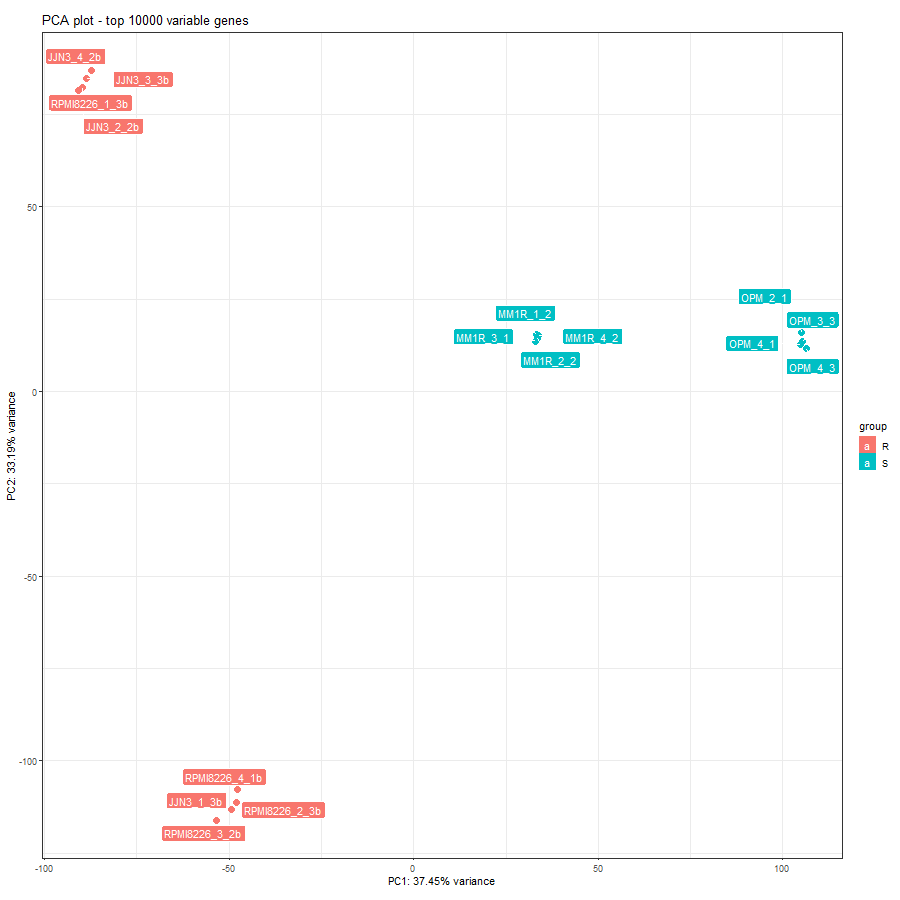 PCA plot - top 10000 variable genes
JJN3_4_2b
JJN3_3_3b
RPMI8226_1_3b
JJN3_2_2b
50
OPM_2_1
MM1R_1_2
OPM_3_3
MM1R_3_1
MM1R_4_2
OPM_4_1
MM1R_2_2
OPM_4_3
0
group
a R
a S
PC2: 33.19% variance
-50
-100
RPMI8226_4_1b
JJN3_1_3b
RPMI8226_2_3b
RPMI8226_3_2b
-100
-50
0
50
100
PC1: 37.45% variance